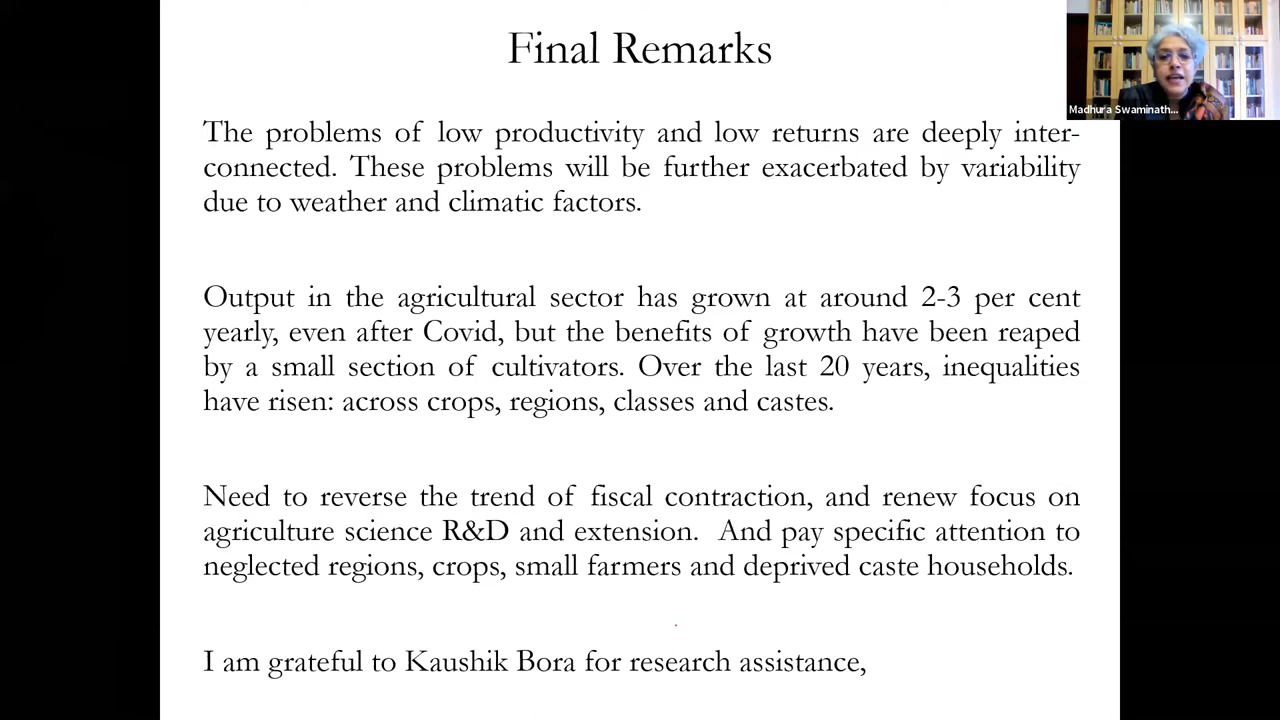 Final Remarks
Madhura Swaminath...
The problems of low productivity and low returns are deeply inter-
connected. These problems will be further exacerbated by variability
due to weather and climatic factors.
Output in the agricultural sector has grown at around 2-3 per cent
yearly, even after Covid, but the benefits of growth have been reaped
by a small section of cultivators. Over the last 20 years, inequalities
have risen: across crops, regions, classes and castes.
Need to reverse the trend of fiscal contraction, and renew focus on
agriculture science R&D and extension.  And pay specific attention to
neglected regions, crops, small farmers and deprived caste households.
I am grateful to Kaushik Bora for research assistance,